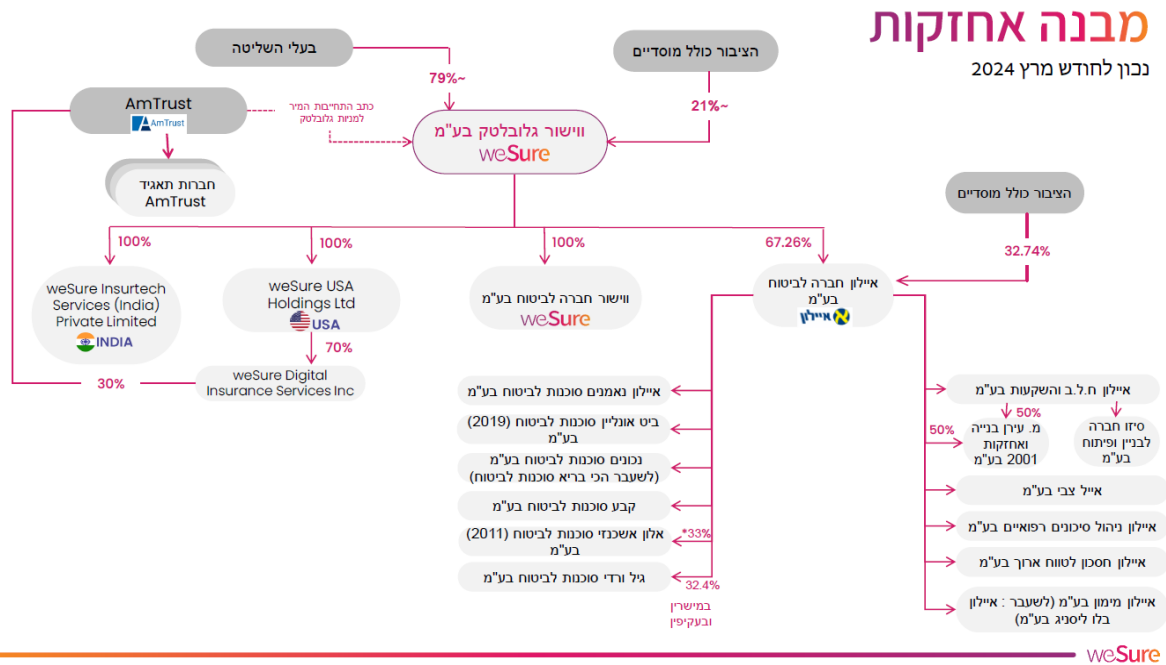 מבנה אחזקות
נכון לחודש מרץ 2024
בעלי השליטה
הציבור כולל מוסדיים
79%~
21%~
AmTrust
AmTrust
כתב התחייבות המיר
למניות גלובלטק
ווישור גלובלטק בע"מ
weSure
חברות תאגיד
AmTrust
הציבור כולל מוסדיים
32.74%
100%
100%
100%
67.26%
weSure Insurtech
Services (India)
Private Limited
INDIA
weSure USA
Holdings Ltd
USA
ווישור חברה לביטוח בע"מ
weSure
איילון חברה לביטוח
בע"מ
איילון
70%
30%
weSure Digital
Insurance Services Inc
איילון נאמנים סוכנות לביטוח בע"מ
ביט אונליין סוכנות לביטוח (2019)
בע"מ
נכונים סוכנות לביטוח בע"מ
(לשעבר הכי בריא סוכנות לביטוח)
קבע סוכנות לביטוח בע"מ
אלון אשכנזי סוכנות לביטוח (2011)
בע"מ
*33%
גיל ורדי סוכנות לביטוח בע"מ
32.4%
במישרין
ובעקיפין
איילון ח.ל.ב והשקעות בע"מ
50%
50%
מ. עירן בנייה
ואחזקות
2001 בע"מ
סיזו חברה
לבניין ופיתוח
בע"מ
אייל צבי בע"מ
איילון ניהול סיכונים רפואיים בע"מ
איילון חסכון לטווח ארוך בע"מ
איילון מימון בע"מ (לשעבר : איילון
בלו ליסניג בע"מ)
weSure